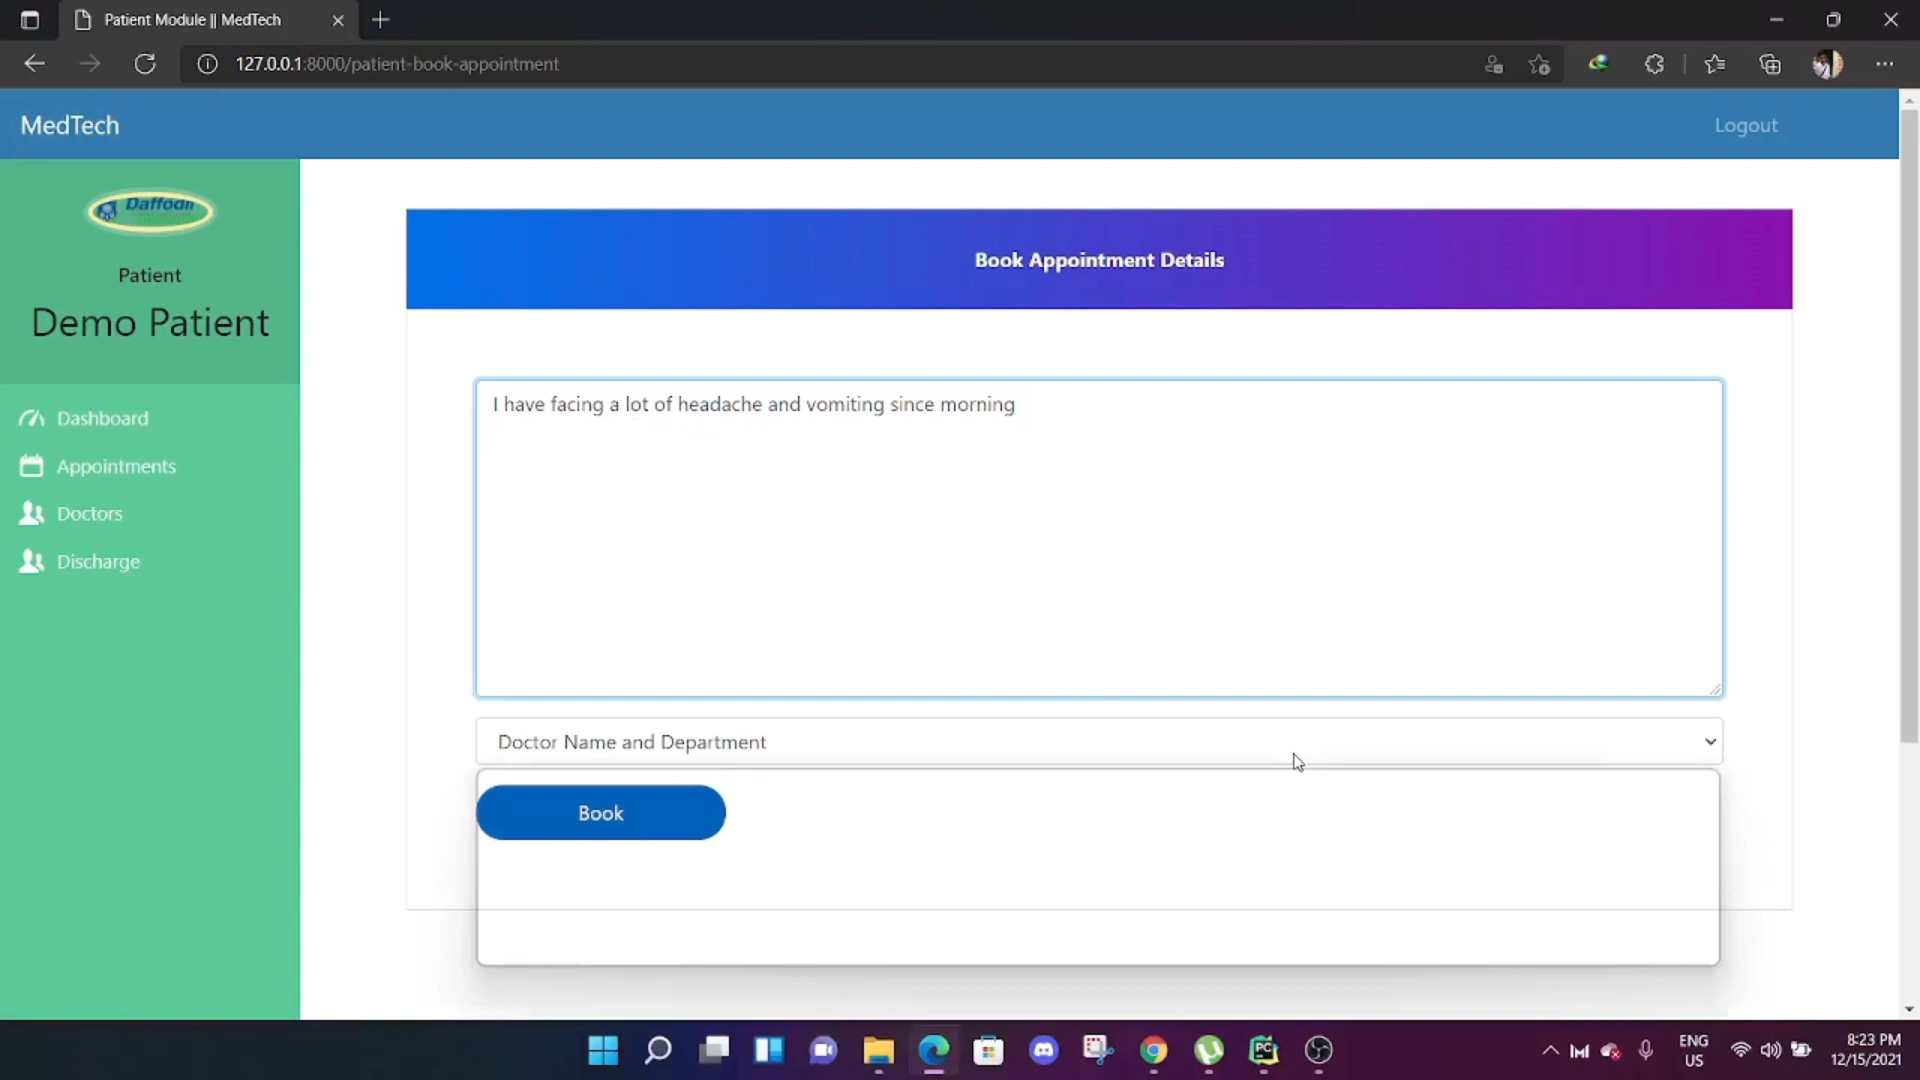 Patient Module || MedTech
127.0.0.1:8000/patient-book-appointment
MedTech
Logout
Daffodil
Patient
Demo Patient
Dashboard
Appointments
Doctors
Discharge
Book Appointment Details
I have facing a lot of headache and vomiting since morning
Doctor Name and Department
Book
ENG
US
8:23 PM
12/15/2021